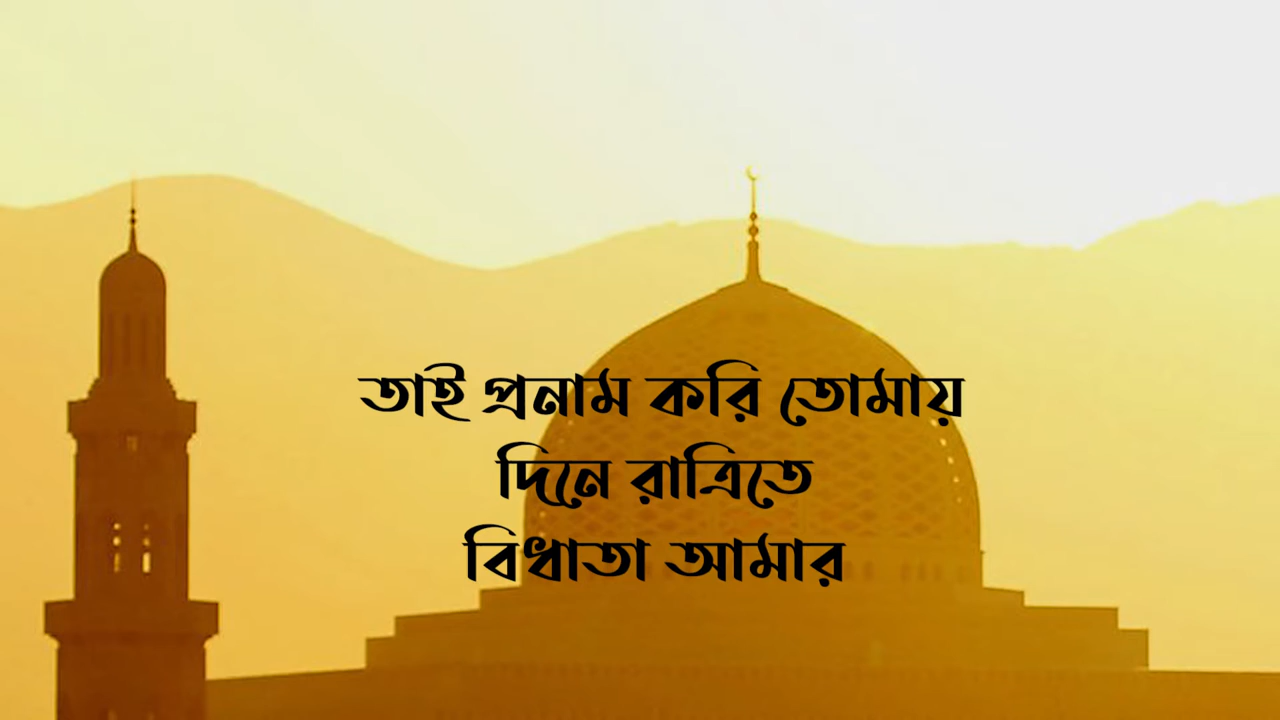 তাই প্রনাম করি তোমায়
দিনে রাত্রিতে
বিধাতা আমার